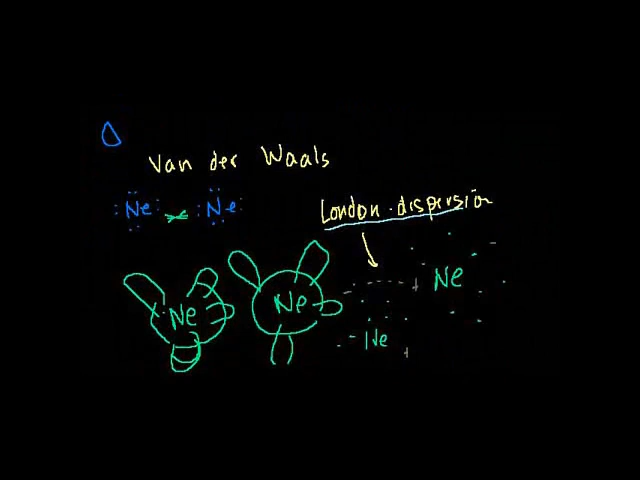 Van der Waals
:Ne: :Ne:
London dispersion
Ne Ne Ne
Ne